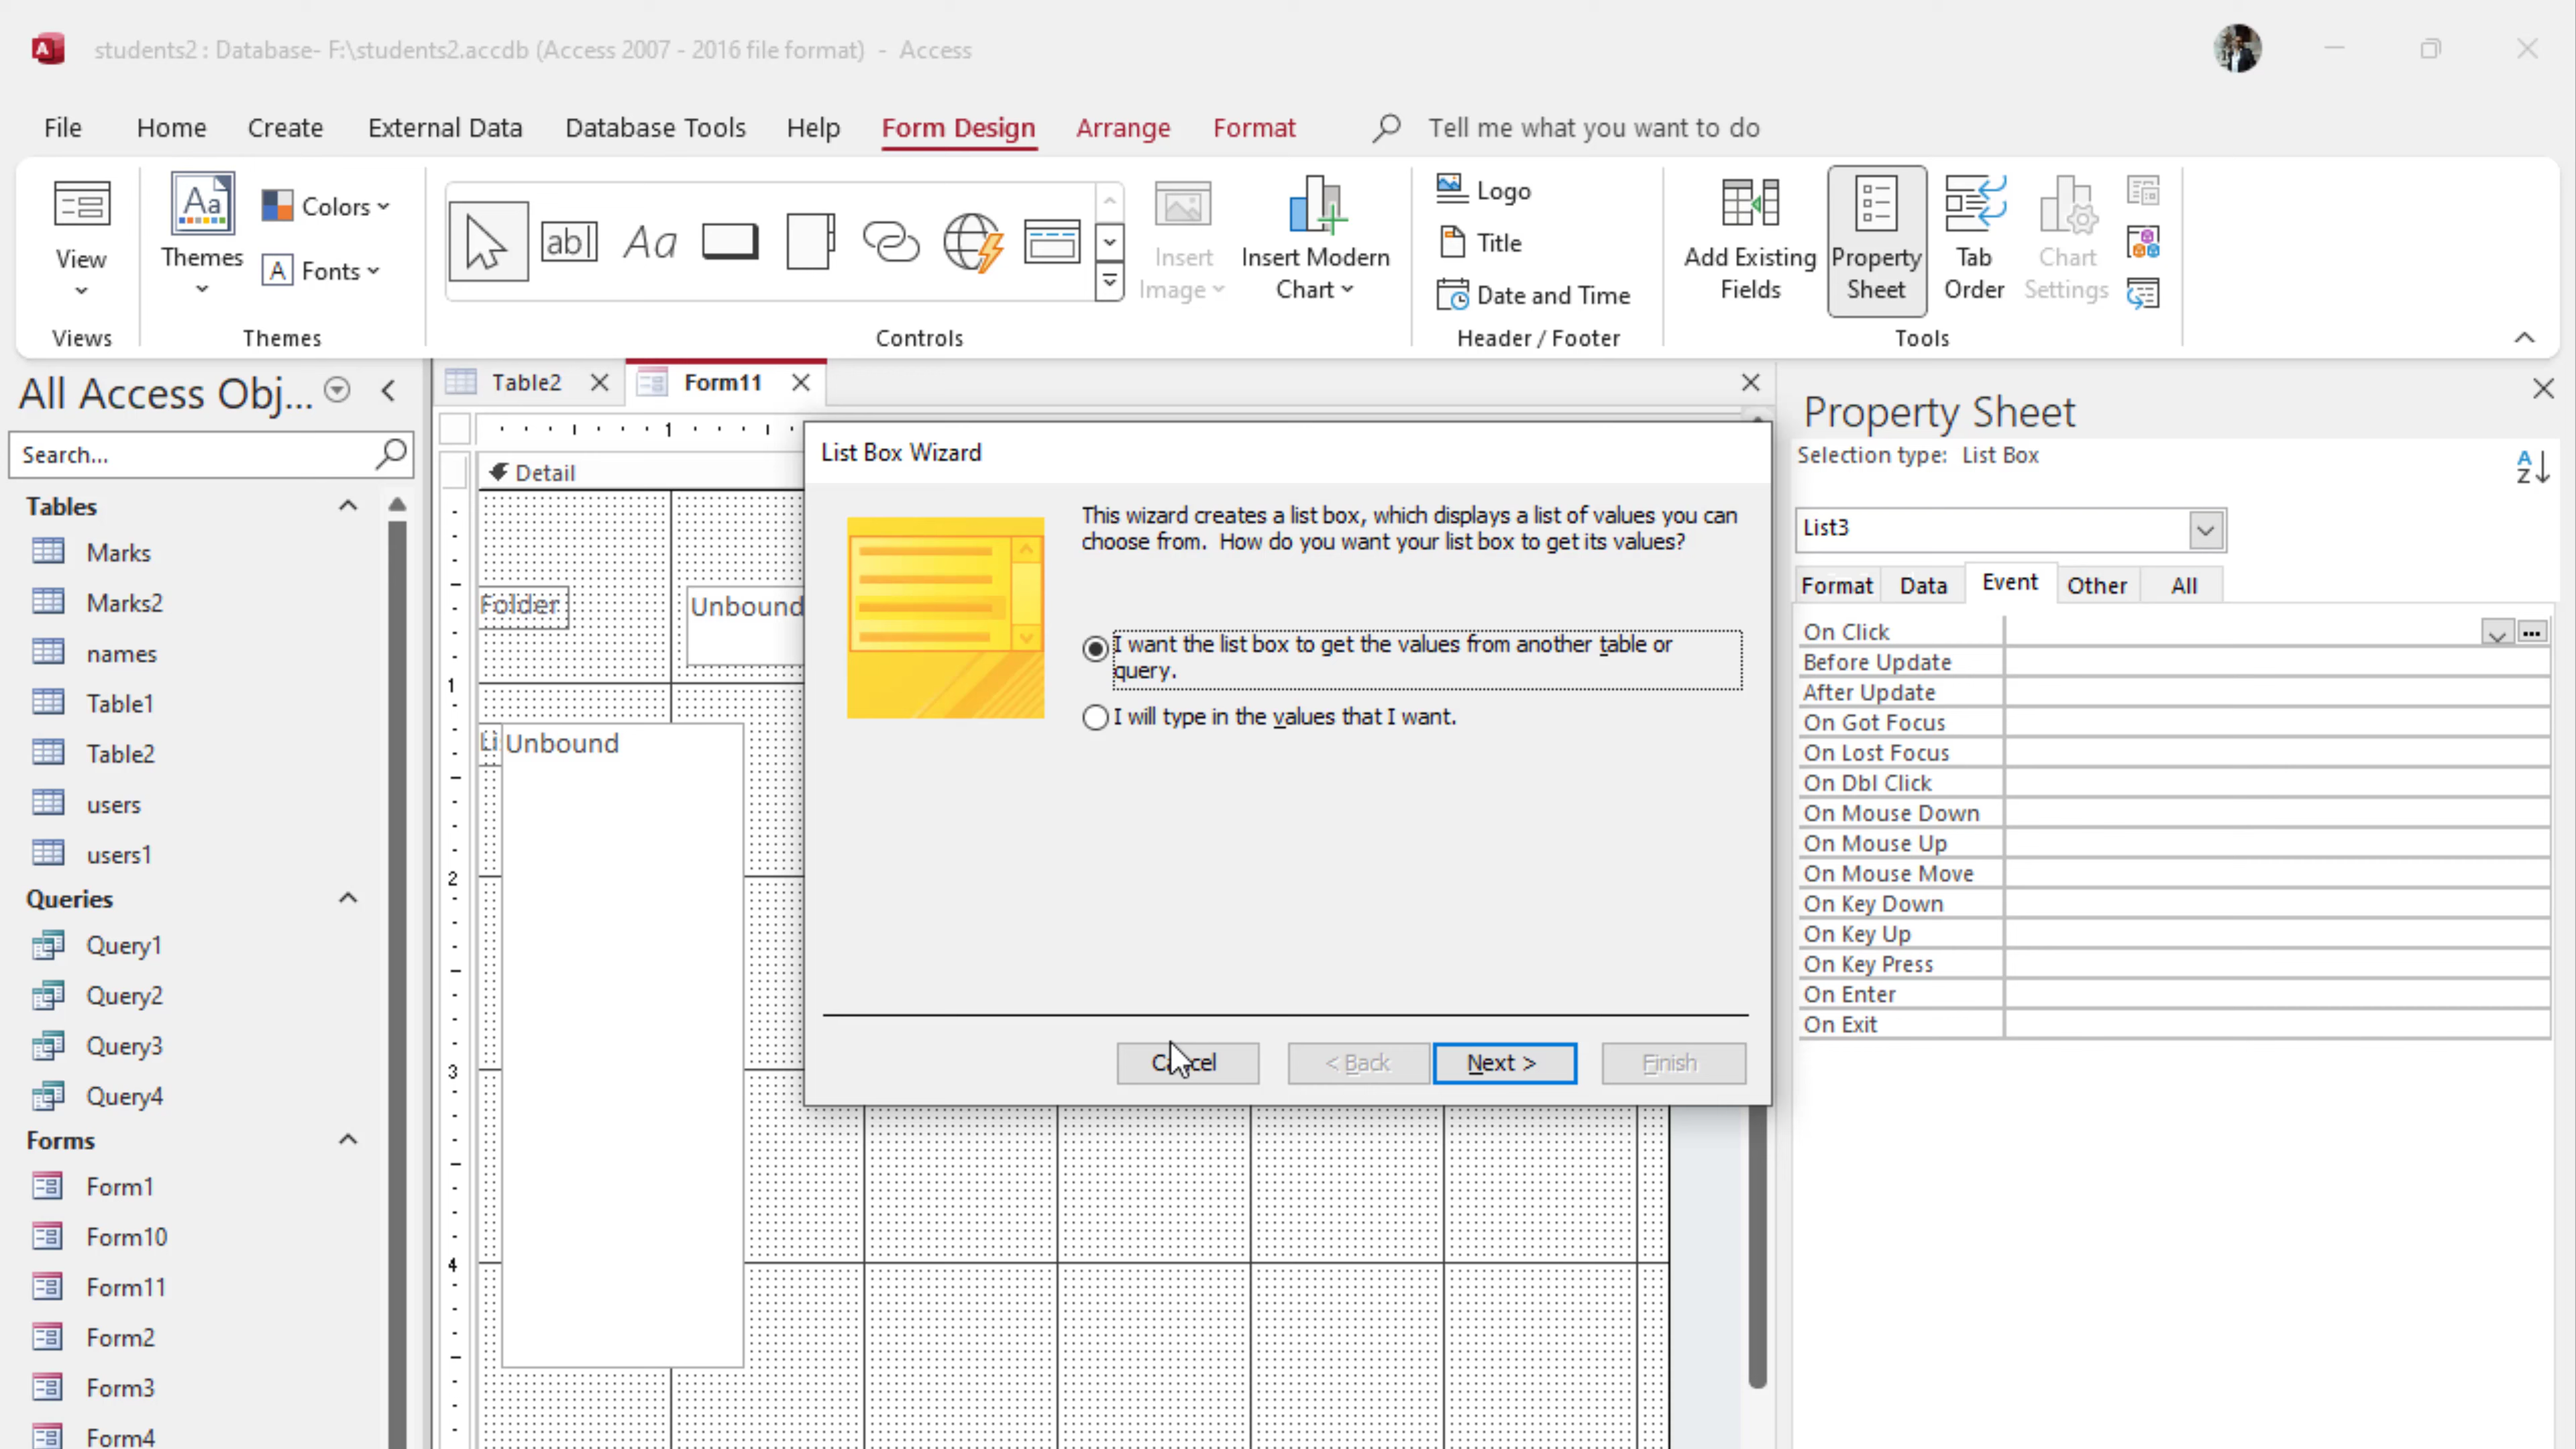 students2 : Database- F:\students2.accdb (Access 2007 - 2016 file format)  -  Access
File Home Create External Data Database Tools Help Form Design Arrange Format Tell me what you want to do
View
Views
Themes
Colors
Fonts
Themes
ab|
Aa
Controls
Insert Image
Insert Modern Chart
Logo
Title
Date and Time
Header / Footer
Add Existing Fields
Property Sheet
Tab Order
Chart Settings
Tools
All Access Obj...
Search...
Tables
Marks
Marks2
names
Table1
Table2
users
users1
Queries
Query1
Query2
Query3
Query4
Forms
Form1
Form10
Form11
Form2
Form3
Form4
Table2
Form11
1
Detail
Folder
Unbound
1
Li
Unbound
2
3
4
List Box Wizard
This wizard creates a list box, which displays a list of values you can
choose from.  How do you want your list box to get its values?
I want the list box to get the values from another table or
query.
I will type in the values that I want.
< Back
Next >
Finish
Property Sheet
Selection type:  List Box
A
Z
List3
Format Data Event Other All
On Click
Before Update
After Update
On Got Focus
On Lost Focus
On Dbl Click
On Mouse Down
On Mouse Up
On Mouse Move
On Key Down
On Key Up
On Key Press
On Enter
On Exit